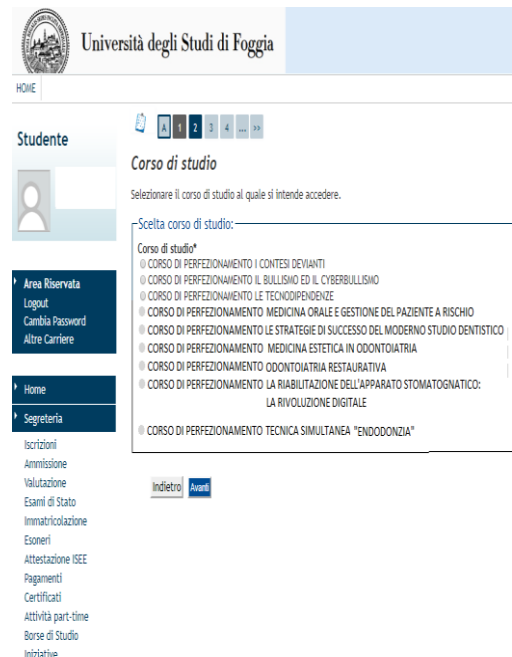 Università degli Studi di Foggia
HOME
Studente
A 1 2 3 4 ... >>
Corso di studio
Selezionare il corso di studio al quale si intende accedere.
Scelta corso di studio:
Corso di studio*
CORSO DI PERFEZIONAMENTO I CONTESI DEVIANTI
CORSO DI PERFEZIONAMENTO IL BULLISMO ED IL CYBERBULLISMO
CORSO DI PERFEZIONAMENTO LE TECNODIPENDENZE
CORSO DI PERFEZIONAMENTO MEDICINA ORALE E GESTIONE DEL PAZIENTE A RISCHIO
CORSO DI PERFEZIONAMENTO LE STRATEGIE DI SUCCESSO DEL MODERNO STUDIO DENTISTICO
CORSO DI PERFEZIONAMENTO MEDICINA ESTETICA IN ODONTOIATRIA
CORSO DI PERFEZIONAMENTO ODONTOIATRIA RESTAURATIVA
CORSO DI PERFEZIONAMENTO LA RIABILITAZIONE DELL'APPARATO STOMATOGNATICO:
LA RIVOLUZIONE DIGITALE
CORSO DI PERFEZIONAMENTO TECNICA SIMULTANEA "ENDODONZIA"
Indietro Avanti
Area Riservata
Logout
Cambia Password
Altre Carriere
Home
Segreteria
Iscrizioni
Ammissione
Valutazione
Esami di Stato
Immatricolazione
Esoneri
Attestazione ISEE
Pagamenti
Certificati
Attività part-time
Borse di Studio
Iniziative